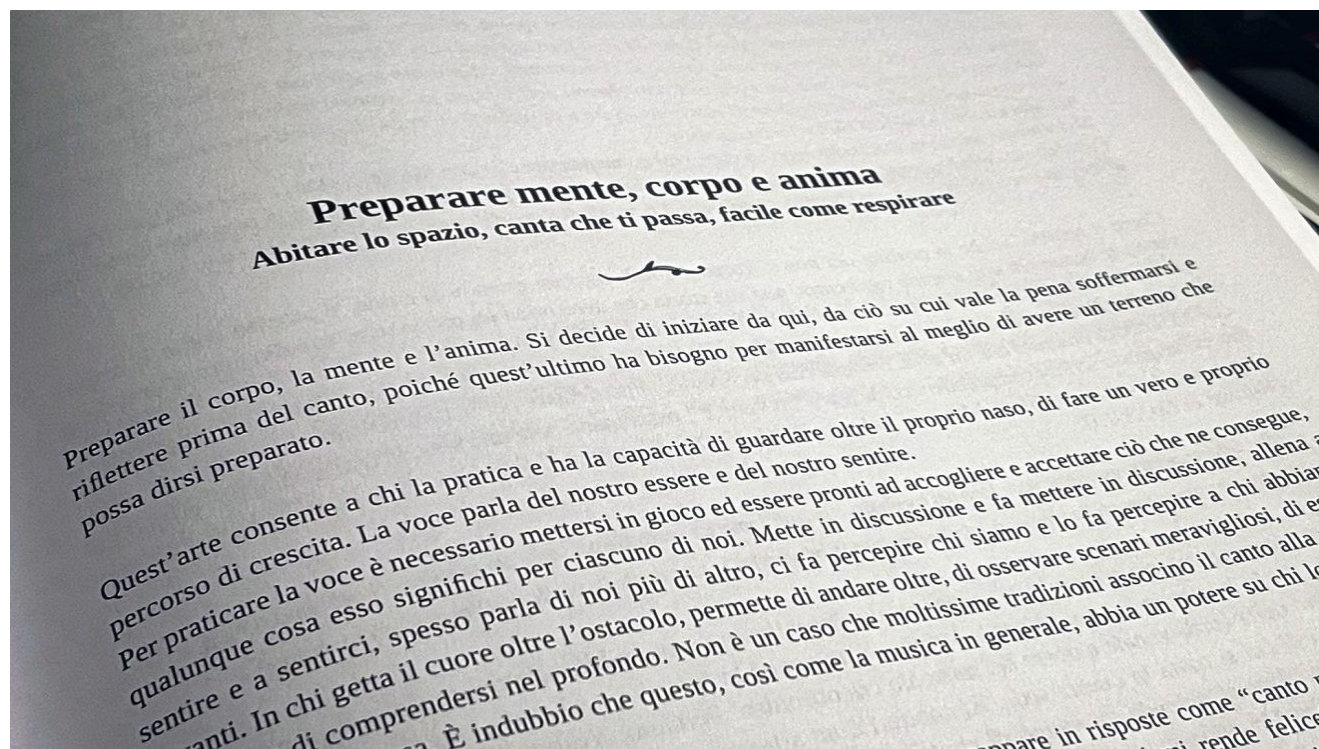 Preparare mente, corpo e anima
Abitare lo spazio, canta che ti passa, facile come respirare
Preparare il corpo, la mente e l'anima. Si decide di iniziare da qui, da ciò su cui vale la pena soffermarsi e
riflettere prima del canto, poiché quest'ultimo ha bisogno per manifestarsi al meglio di avere un terreno che
possa dirsi preparato.
Quest'arte consente a chi la pratica e ha la capacità di guardare oltre il proprio naso, di fare un vero e proprio
percorso di crescita. La voce parla del nostro essere e del nostro sentire.
Per praticare la voce è necessario mettersi in gioco ed essere pronti ad accogliere e accettare ciò che ne consegue,
qualunque cosa esso significhi per ciascuno di noi. Mette in discussione e fa mettere in discussione, allena a
sentire e a sentirci, spesso parla di noi più di altro, ci fa percepire chi siamo e lo fa percepire a chi
In chi getta il cuore oltre l'ostacolo, permette di andare oltre, di osservare scenari meravigliosi, di
di comprendersi nel profondo. Non è un caso che moltissime tradizioni associno il canto alla
È indubbio che questo, così come la musica in generale, abbia un potere su chi
in risposte come “canto
rende felice